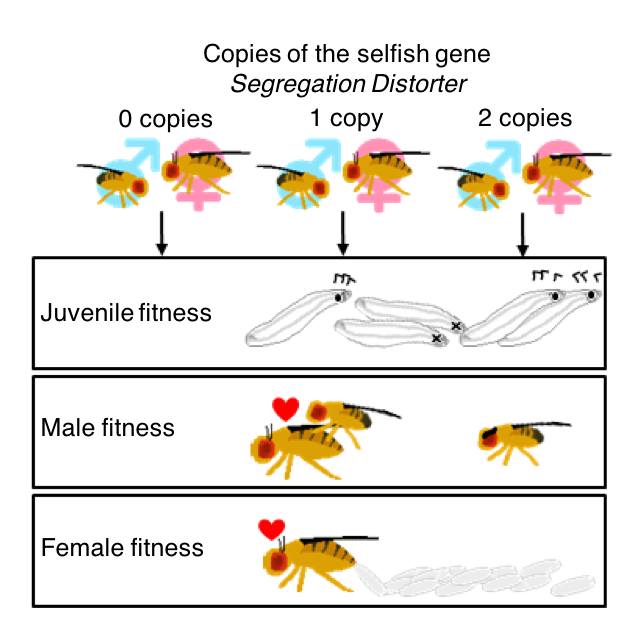 Copies of the selfish gene
Segregation Distorter
0 copies 1 copy 2 copies
Juvenile fitness
Male fitness
Female fitness